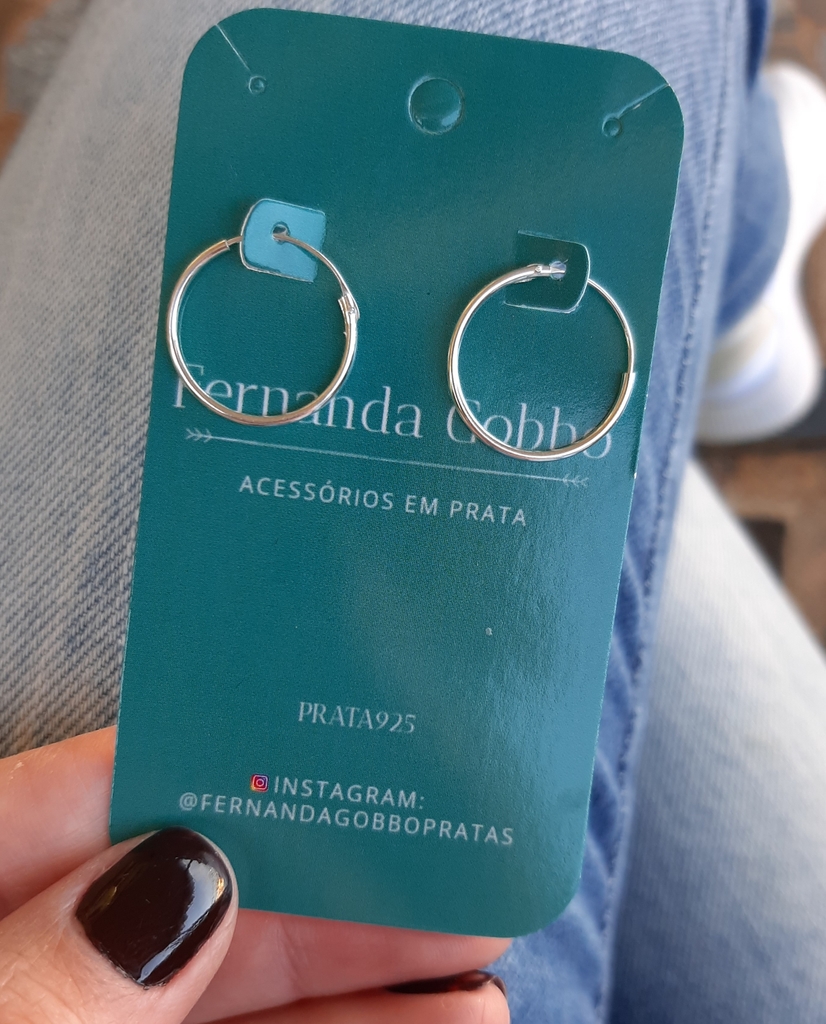 Fernanda Gobbo
ACESSÓRIOS EM PRATA
PRATA925
INSTAGRAM:
@FERNANDAGOBBOPRATAS